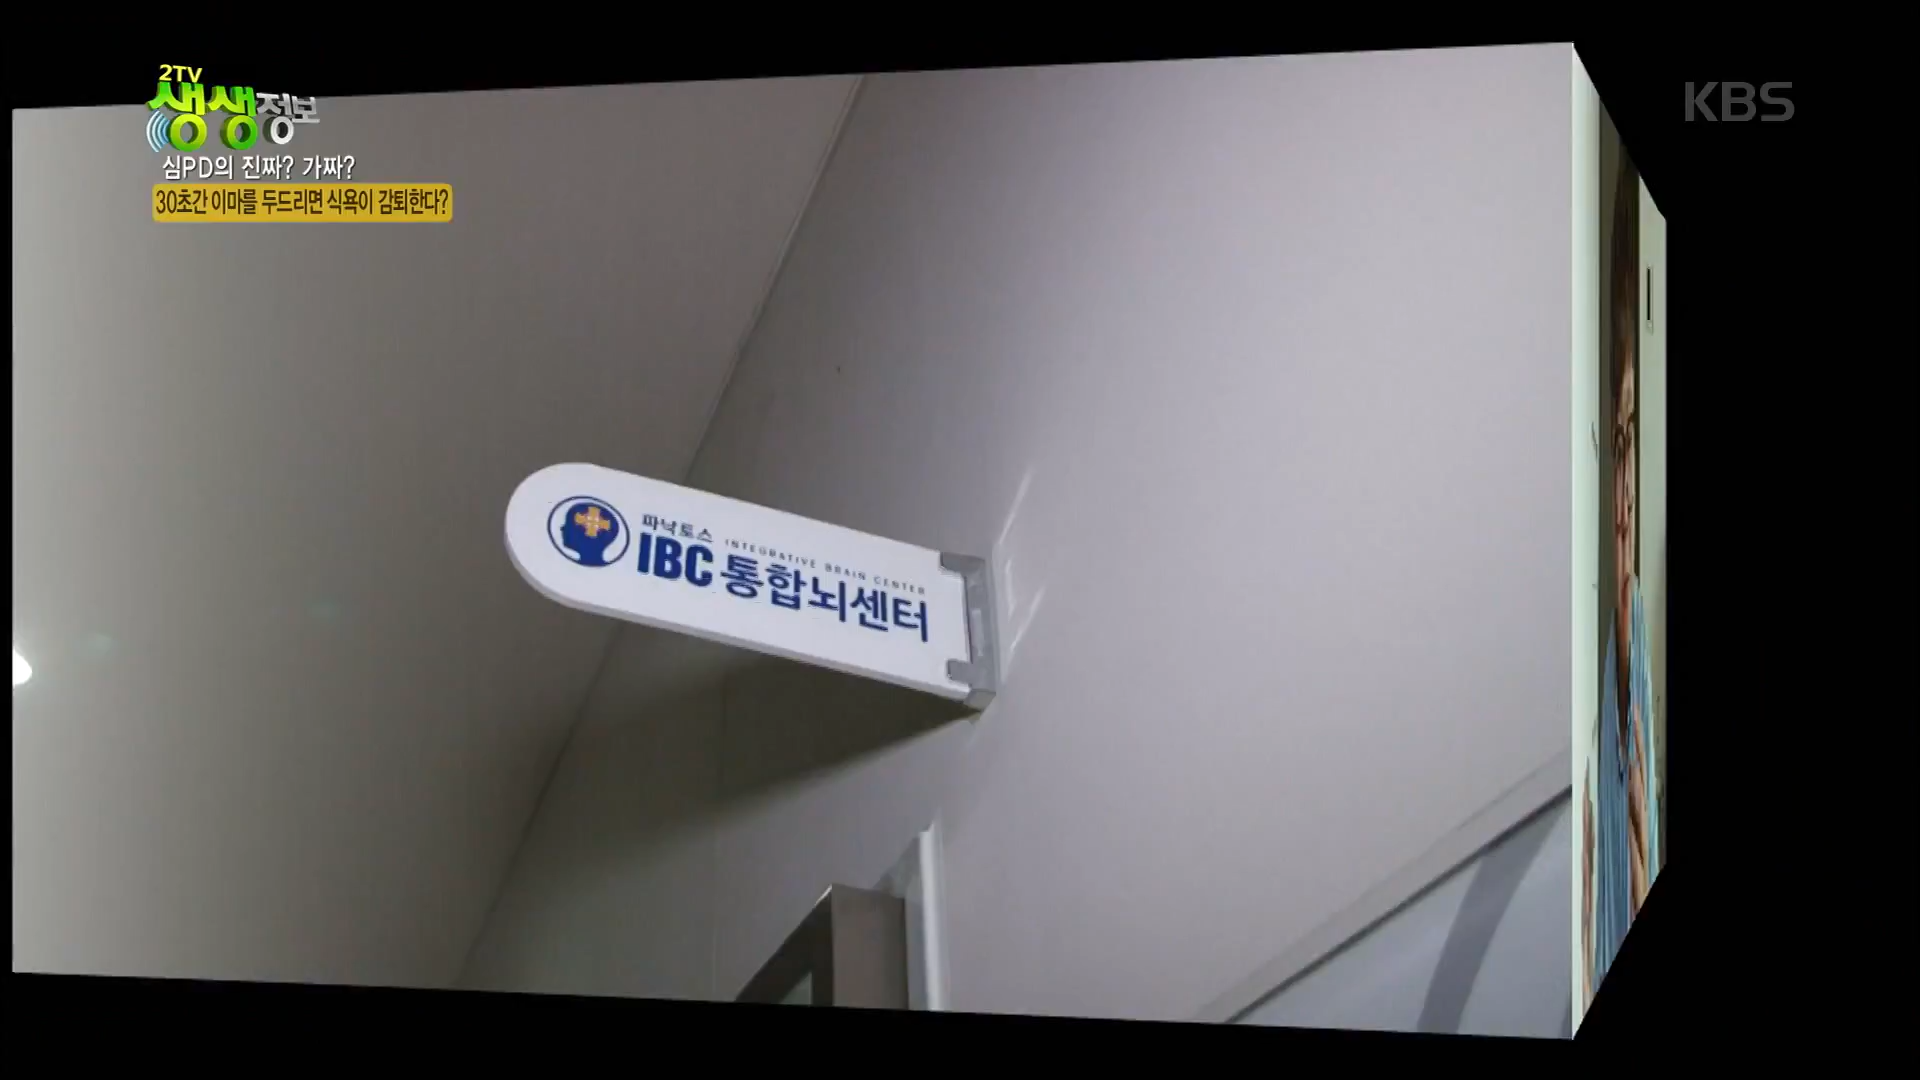 2TV
생생정보
심PD의 진짜? 가짜?
30초간 이마를 두드리면 식욕이 감퇴한다?
KBS
파낙토스
INTEGRATIVE BRAIN CENTER
IBC 통합뇌센터